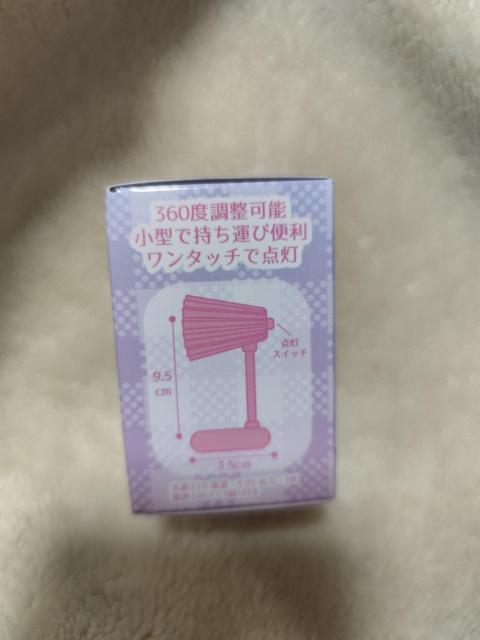 360度調整可能
小型で持ち運び便利
ワンタッチで点灯
点灯
スイッチ
9.5
cm
5.5cm